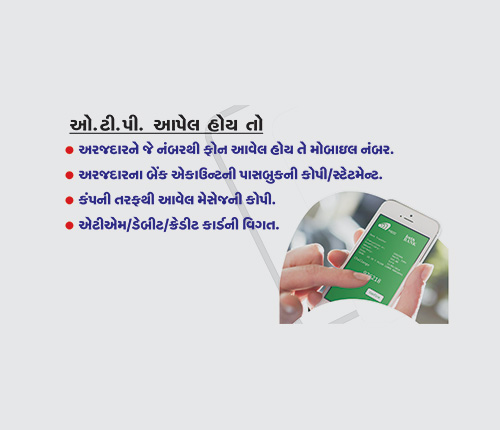 ઓ.ટી.પી. આપેલ હોય તો
અરજદારને જે નંબરથી ફોન આવેલ હોય તે મોબાઇલ નંબર.
અરજદારના બેંક એકાઉન્ટની પાસબુકની કોપી/સ્ટેટમેન્ટ.
કંપની તરફથી આવેલ મેસેજની કોપી.
એટીએમ/ડેબીટ/ક્રેડીટ કાર્ડની વિગત.
BANK